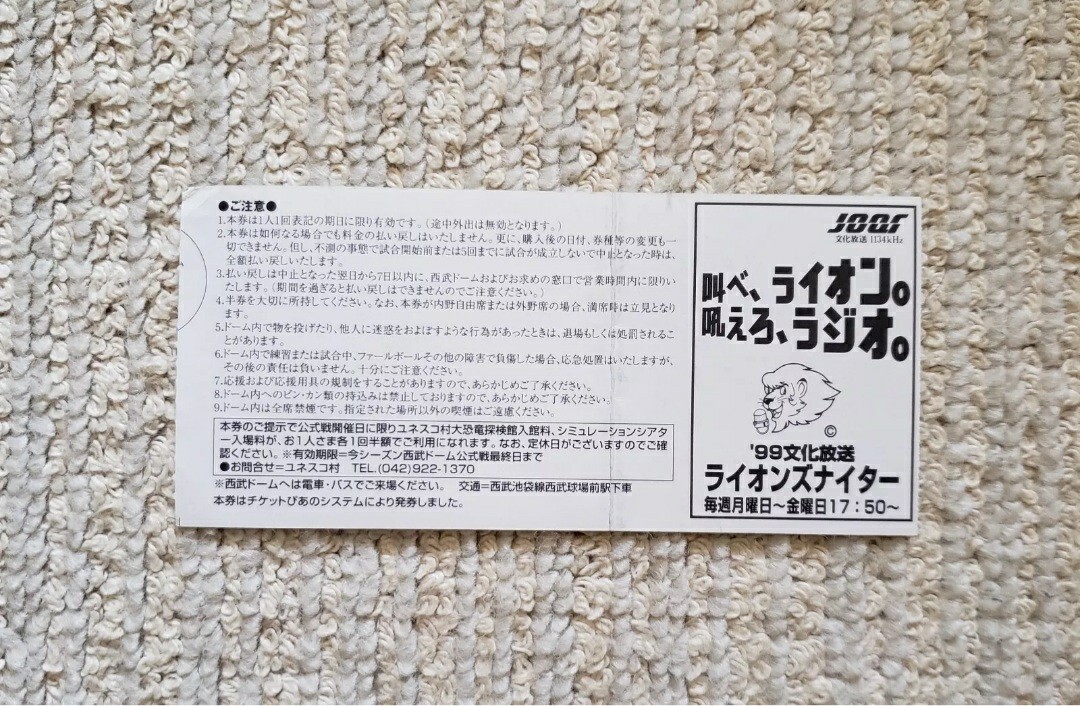 ●ご注意●
1.本券は1人1回表記の期日に限り有効です。(途中外出は無効となります。)
2.本券は如何なる場合でも料金の払い戻しはいたしません。更に、購入後の日付、券種等の変更も一
切できません。但し、不測の事態で試合開始前または5回までに試合が成立しないで中止となった時は、
全額払い戻しいたします。
3.払い戻しは中止となった翌日から7日以内に、西武ドームおよびお求めの窓口で営業時間内に限りい
たします。(期間を過ぎると払い戻しはできませんのでご注意ください。)
4.半券を大切に所持してください。なお、本券が内野自由席または外野席の場合、満席時は立見となり
ます。
5.ドーム内で物を投げたり、他人に迷惑をおよぼすような行為があったときは、退場もしくは処罰されるこ
とがあります。
6.ドーム内で練習または試合中、ファールボールその他の障害で負傷した場合、応急処置はいたしますが、
その後の責任は負いません。十分にご注意ください。
7.応援および応援用具の規制をすることがありますので、あらかじめご了承ください。
8.ドーム内へのビン・カン類の持込みは禁止しておりますので、あらかじめご了承ください。
9.ドーム内は全席禁煙です。指定された場所以外の喫煙はご遠慮ください。
本券のご提示で公式戦開催日に限りユネスコ村大恐竜探検館入館料、シミュレーションシアタ
ー入場料が、お1人さま各1回半額でご利用になれます。なお、定休日がございますのでご確
認ください。※有効期限=今シーズン西武ドーム公式戦最終日まで
●お問合せ=ユネスコ村 TEL.(042)922-1370
※西武ドームへは電車・バスでご来場ください。 交通=西武池袋線西武球場前駅下車
本券はチケットぴあのシステムにより発券しました。
JOQR
文化放送 1134kHz
叫べ、ライオン。
吼えろ、ラジオ。
©
'99文化放送
ライオンズナイター
毎週月曜日〜金曜日17:50〜